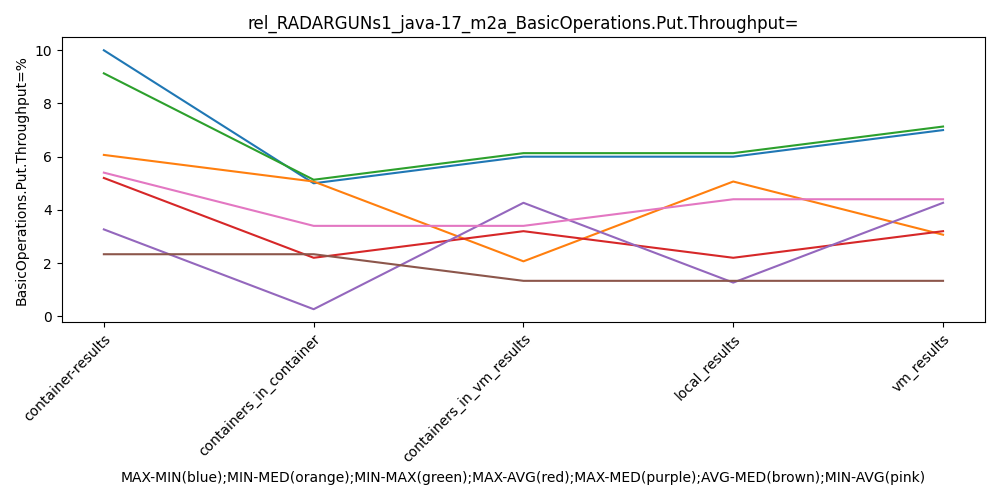 rel_RADARGUNs1_java-17_m2a_BasicOperations.Put.Throughput=
BasicOperations.Put.Throughput=%
10
8
6
4
2
0
container-results
containers_in_container
containers_in_vm_results
local_results
vm_results
MAX-MIN(blue);MIN-MED(orange);MIN-MAX(green);MAX-AVG(red);MAX-MED(purple);AVG-MED(brown);MIN-AVG(pink)